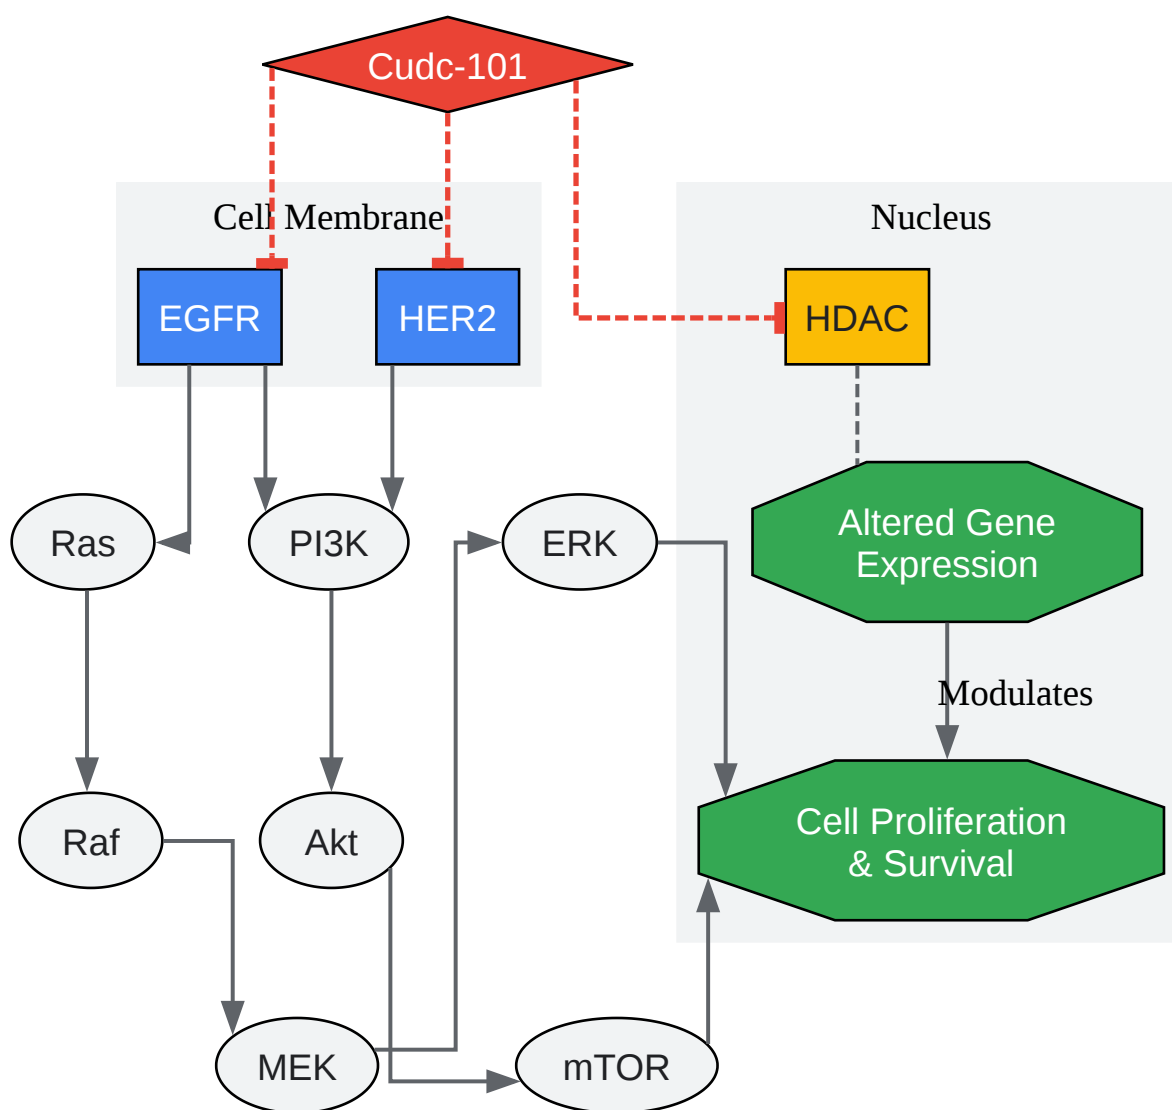 Cudc-101
Cell Membrane
Nucleus
EGFR
HER2
HDAC
Ras
PI3K
ERK
Altered Gene
Expression
Modulates
Raf
Akt
Cell Proliferation
& Survival
MEK
mTOR